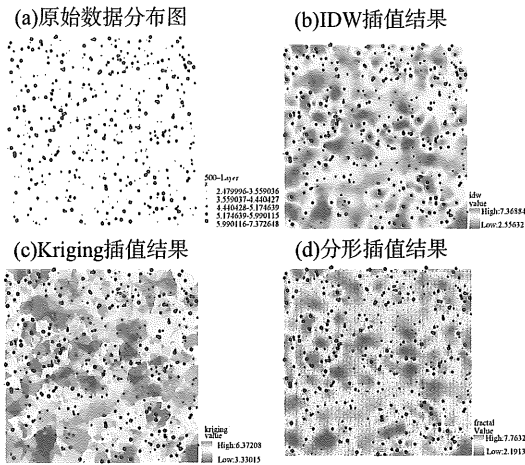 (a)原始数据分布图
(b)IDW插值结果
500-Layer
2.479996-3.559036
3.559037-4.440427
4.440428-5.174639
5.174639-5.990115
5.990116-7.372648
idw
value
High:7.36884
Low:2.55632
(c)Kriging插值结果
(d)分形插值结果
kriging
value
High:6.37208
Low:3.33015
fractal
Value
High:7.7632
Low:2.1913